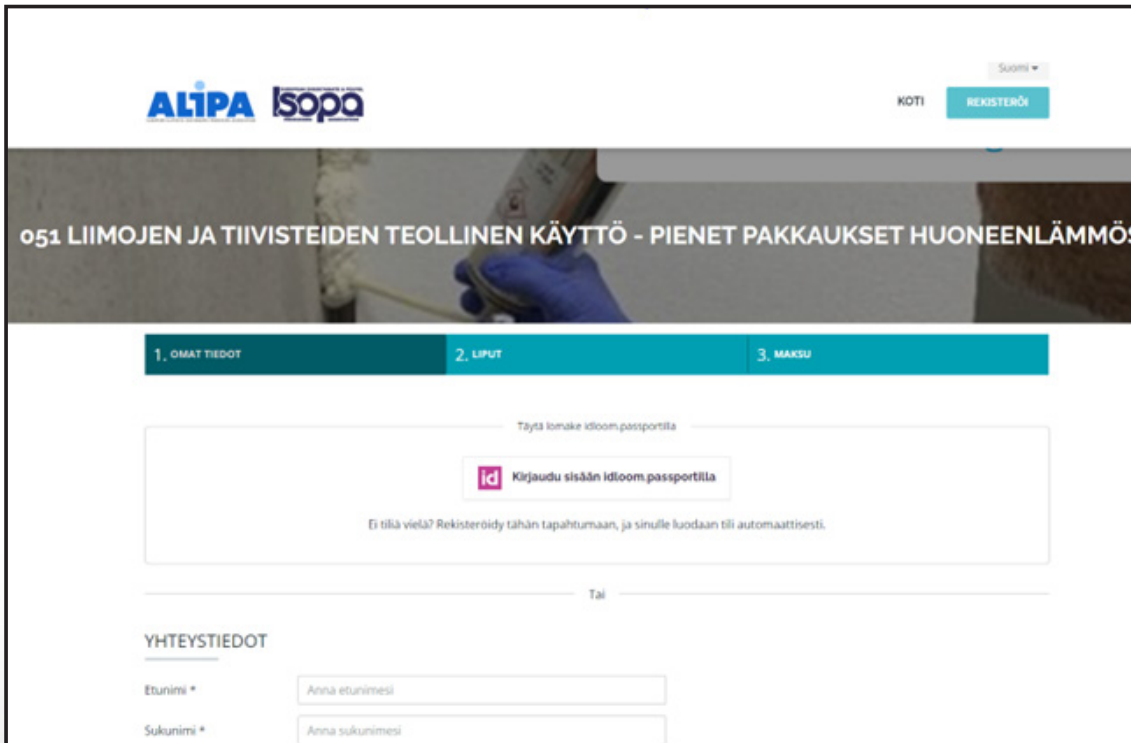 Suomi
ALiPA
isopa
KOTI
REKISTERÖI
051 LIIMOJEN JA TIIVISTEIDEN TEOLLINEN KÄYTTÖ - PIENET PAKKAUKSET HUONEENLÄMMÖS
1. OMAT TIEDOT
2. LIPUT
3. MAKSU
Täytä lomake idloom.passportilla
id Kirjaudu sisään idloom.passportilla
Ei tiliä vielä? Rekisteröidy tähän tapahtumaan, ja sinulle luodaan tili automaattisesti.
Tai
YHTEYSTIEDOT
Etunimi * Anna etunimesi
Sukunimi * Anna sukunimesi